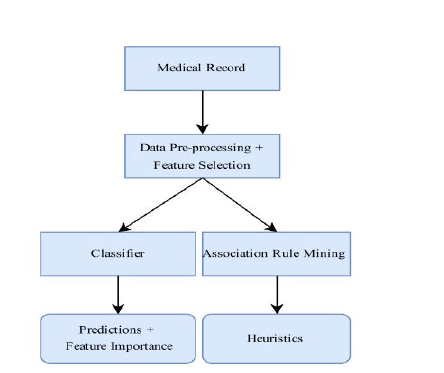 Medical Record
Data Pre-processing +
Feature Selection
Classifier
Association Rule Mining
Predictions +
Feature Importance
Heuristics